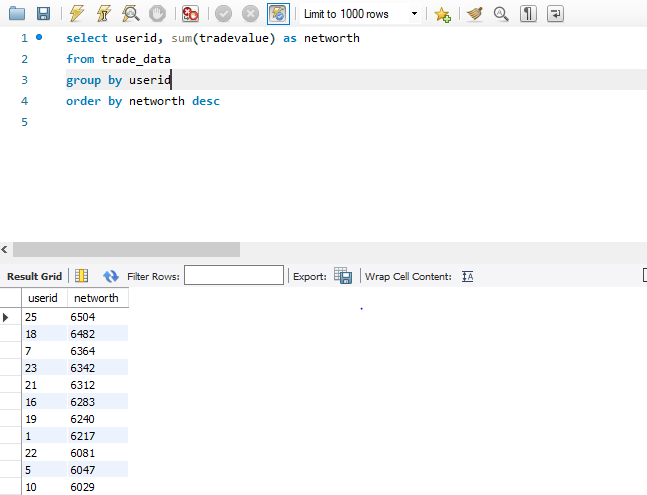 Limit to 1000 rows
1 select userid, sum(tradevalue) as networth
2 from trade_data
3 group by userid
4 order by networth desc
5
Result Grid Filter Rows: Export: Wrap Cell Content: IA
userid networth
25 6504
18 6482
7 6364
23 6342
21 6312
16 6283
19 6240
1 6217
22 6081
5 6047
10 6029